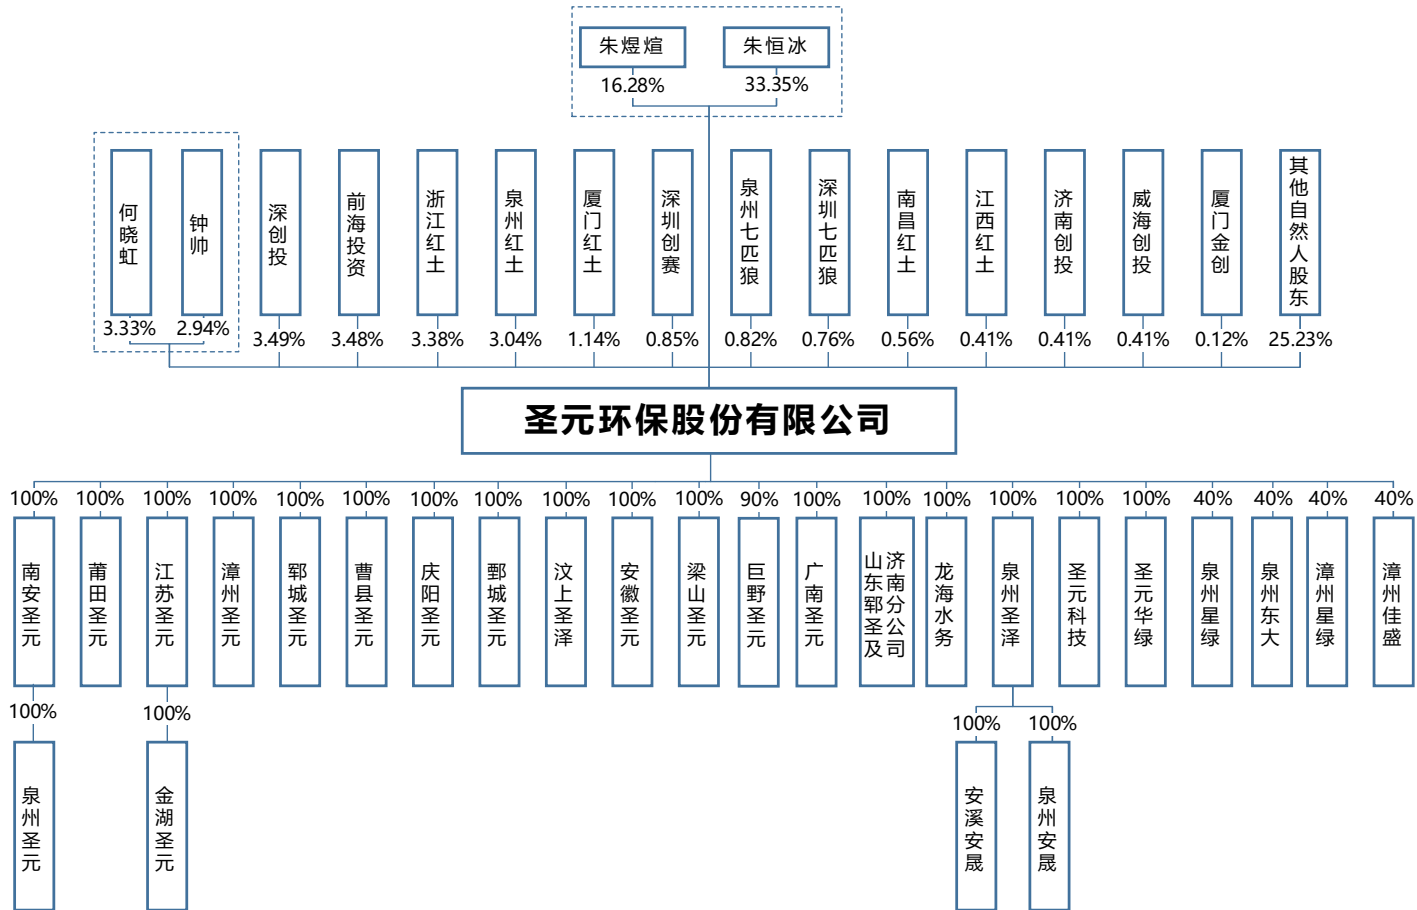 朱煜煊
朱恒冰
16.28%
33.35%
何晓虹
钟帅
深创投
前海投资
浙江红土
泉州红土
厦门红土
深圳创赛
泉州七匹狼
深圳七匹狼
南昌红土
江西红土
济南创投
威海创投
厦门金创
其他自然人股东
3.33%
2.94%
3.49%
3.48%
3.38%
3.04%
1.14%
0.85%
0.82%
0.76%
0.56%
0.41%
0.41%
0.41%
0.12%
25.23%
圣元环保股份有限公司
100%
100%
100%
100%
100%
100%
100%
100%
100%
100%
100%
90%
100%
100%
100%
100%
100%
100%
40%
40%
40%
40%
南安圣元
莆田圣元
江苏圣元
漳州圣元
郓城圣元
曹县圣元
庆阳圣元
鄄城圣元
汶上圣泽
安徽圣元
梁山圣元
巨野圣元
广南圣元
山东郓圣及
济南分公司
龙海水务
泉州圣泽
圣元科技
圣元华绿
泉州星绿
泉州东大
漳州星绿
漳州佳盛
100%
100%
100%
100%
泉州圣元
金湖圣元
安溪安晟
泉州安晟